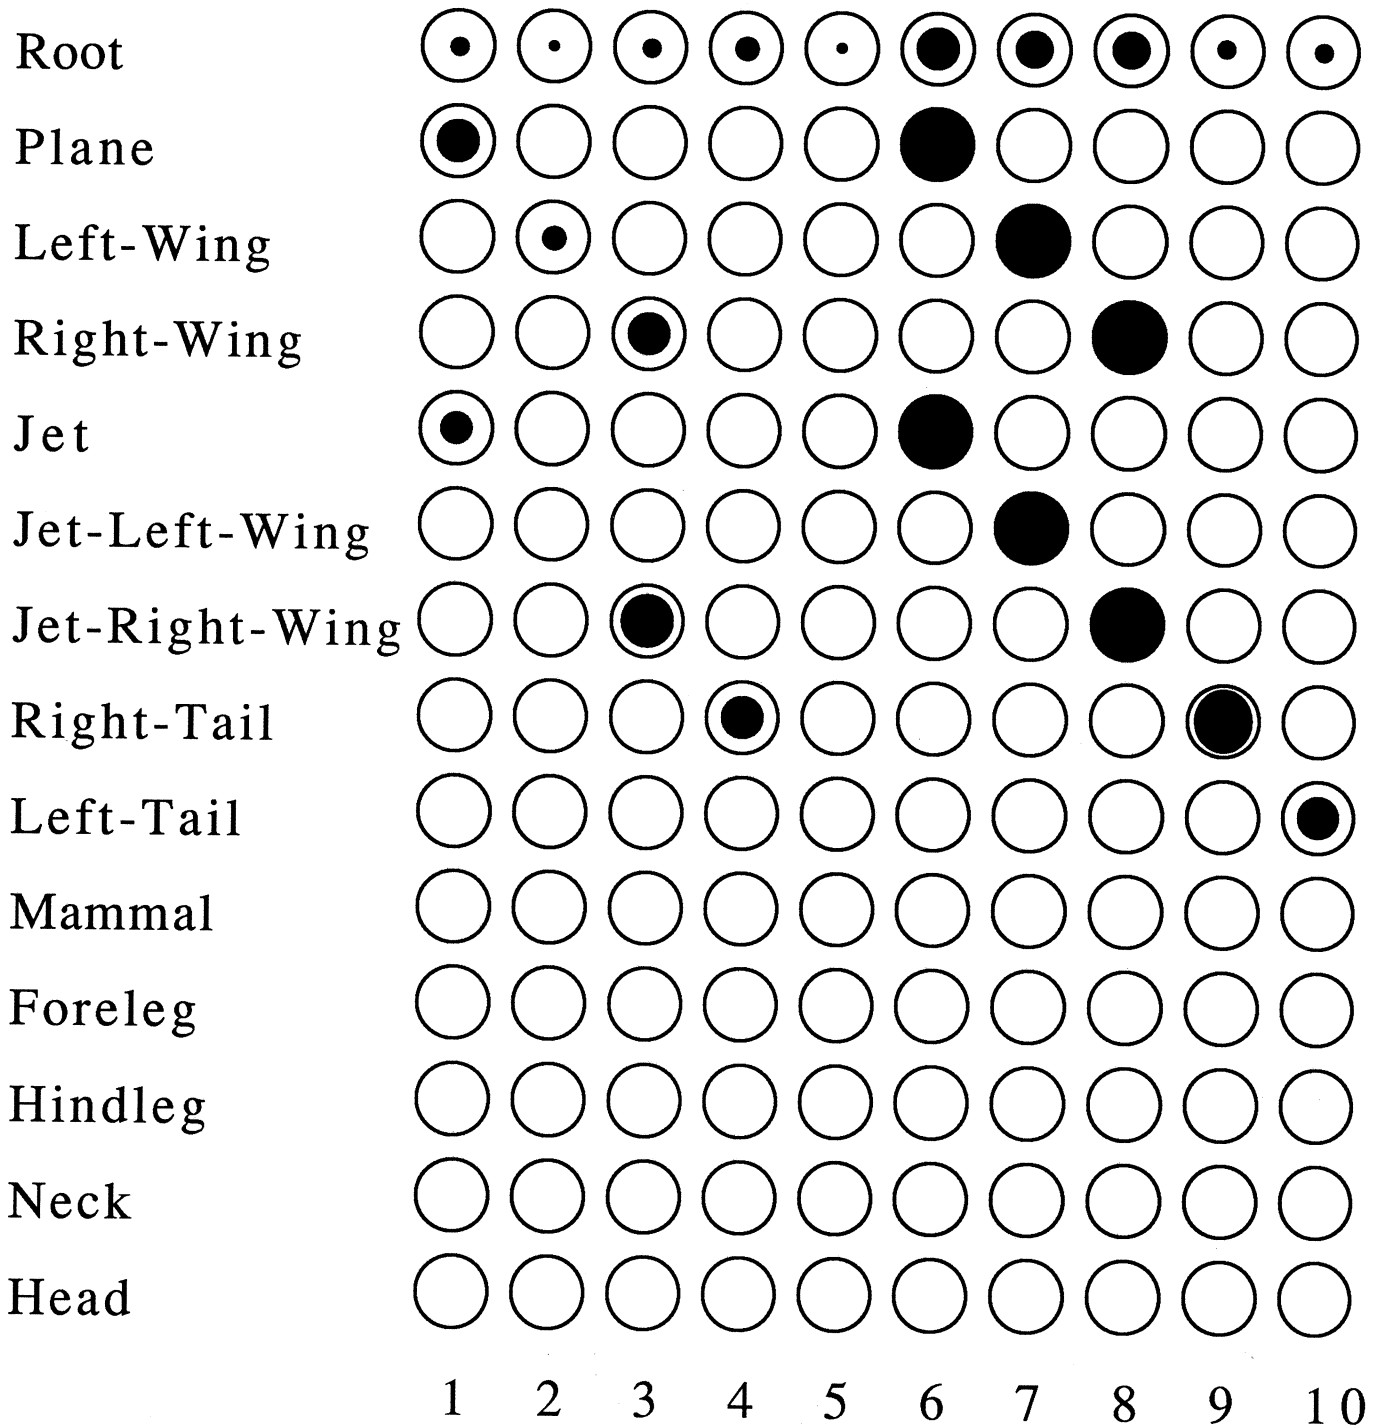 Root
Plane
Left-Wing
Right-Wing
Jet
Jet-Left-Wing
Jet-Right-Wing
Right-Tail
Left-Tail
Mammal
Foreleg
Hindleg
Neck
Head
1 2 3 4 5 6 7 8 9 10